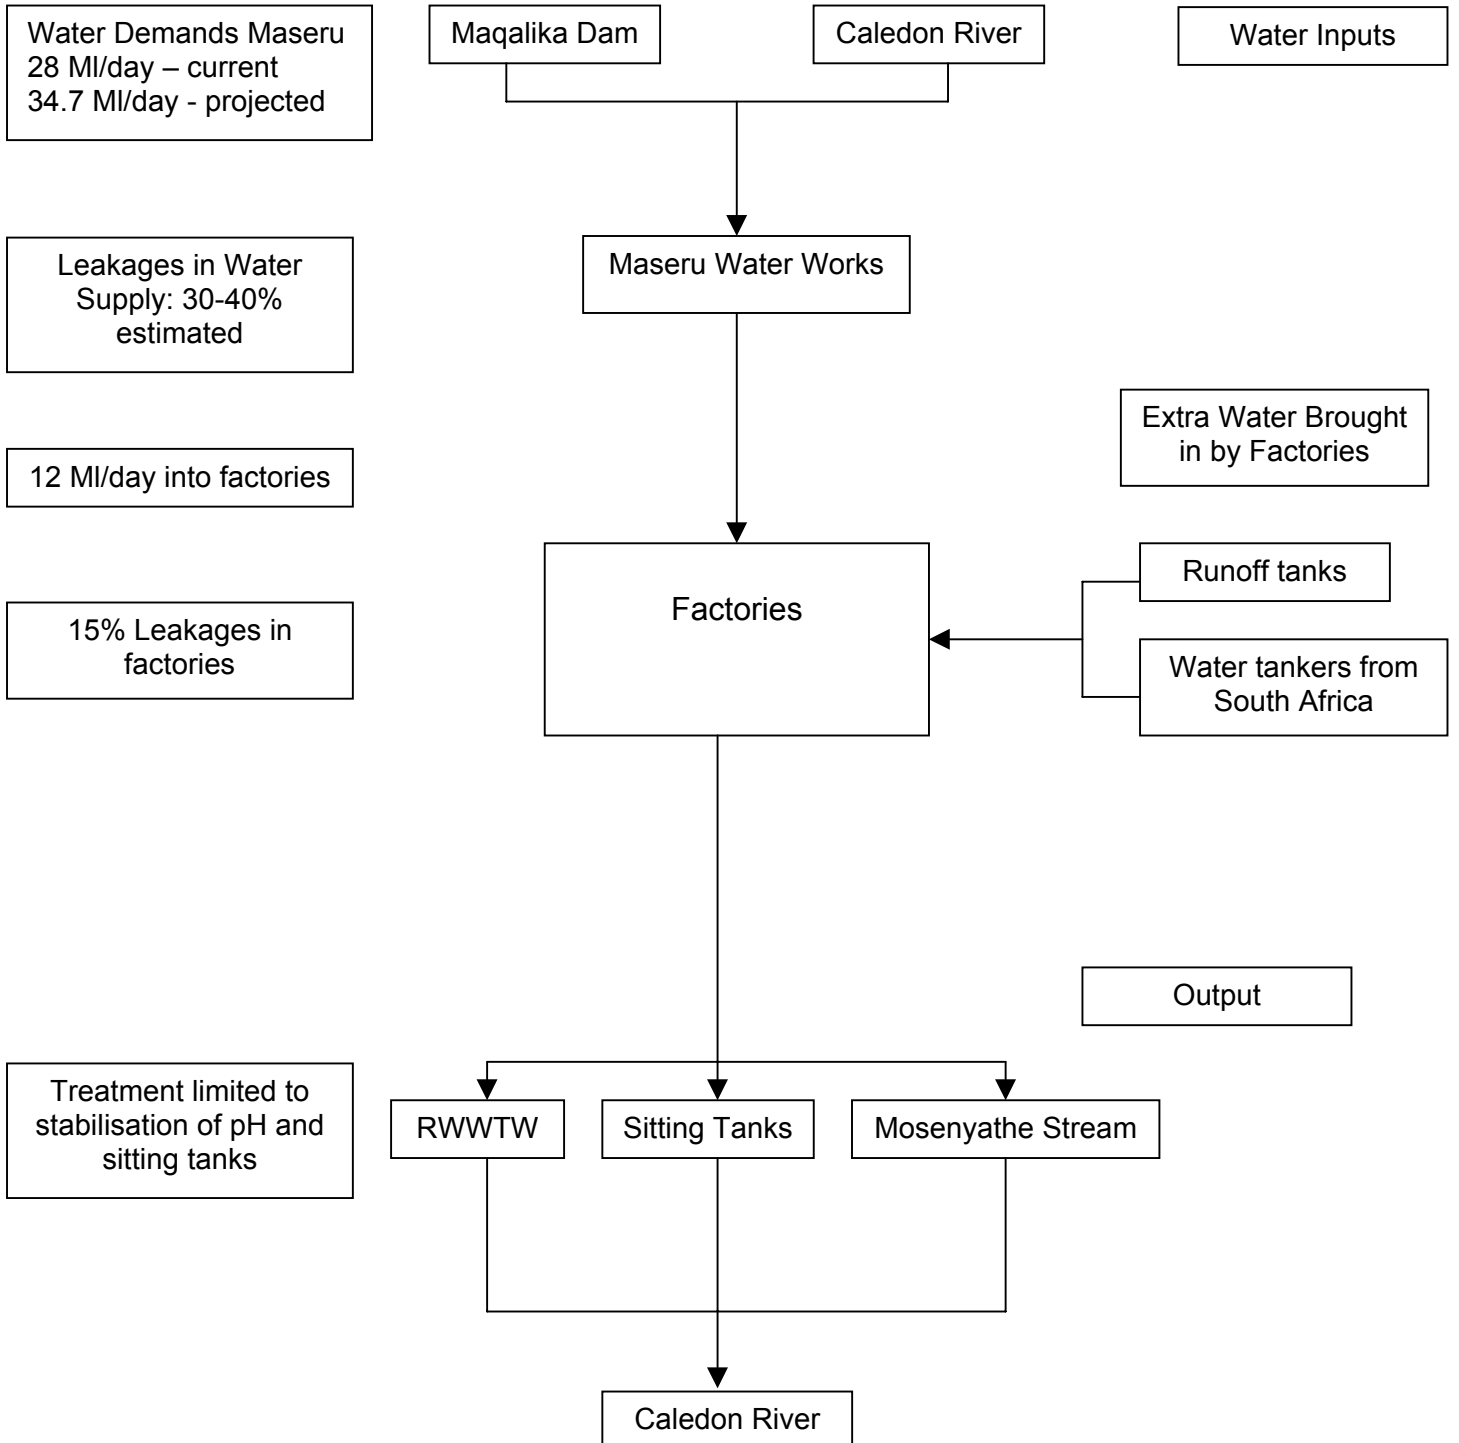 Water Demands Maseru
28 Ml/day – current
34.7 Ml/day - projected
Maqalika Dam
Caledon River
Water Inputs
Leakages in Water
Supply: 30-40%
estimated
Maseru Water Works
Extra Water Brought
in by Factories
12 Ml/day into factories
Factories
Runoff tanks
15% Leakages in
factories
Water tankers from
South Africa
Output
Treatment limited to
stabilisation of pH and
sitting tanks
RWWTW
Sitting Tanks
Mosenyathe Stream
Caledon River